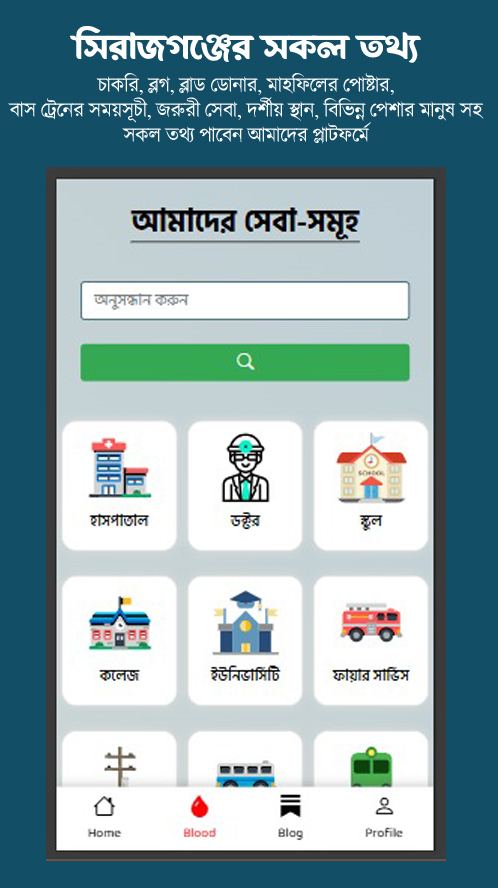 সিরাজগঞ্জের সকল তথ্য
চাকরি, ব্লগ, ব্লাড ডোনার, মাহফিলের পোষ্টার,
বাস ট্রেনের সময়সূচী, জরুরী সেবা, দর্শীয় স্থান, বিভিন্ন পেশার মানুষ সহ
সকল তথ্য পাবেন আমাদের প্লাটফর্মে
আমাদের সেবা-সমূহ
অনুসন্ধান করুন
হাসপাতাল
ডক্টর
SCHOOL
স্কুল
কলেজ
ইউনিভার্সিটি
ফায়ার সার্ভিস
Home
Blood
Blog
Profile